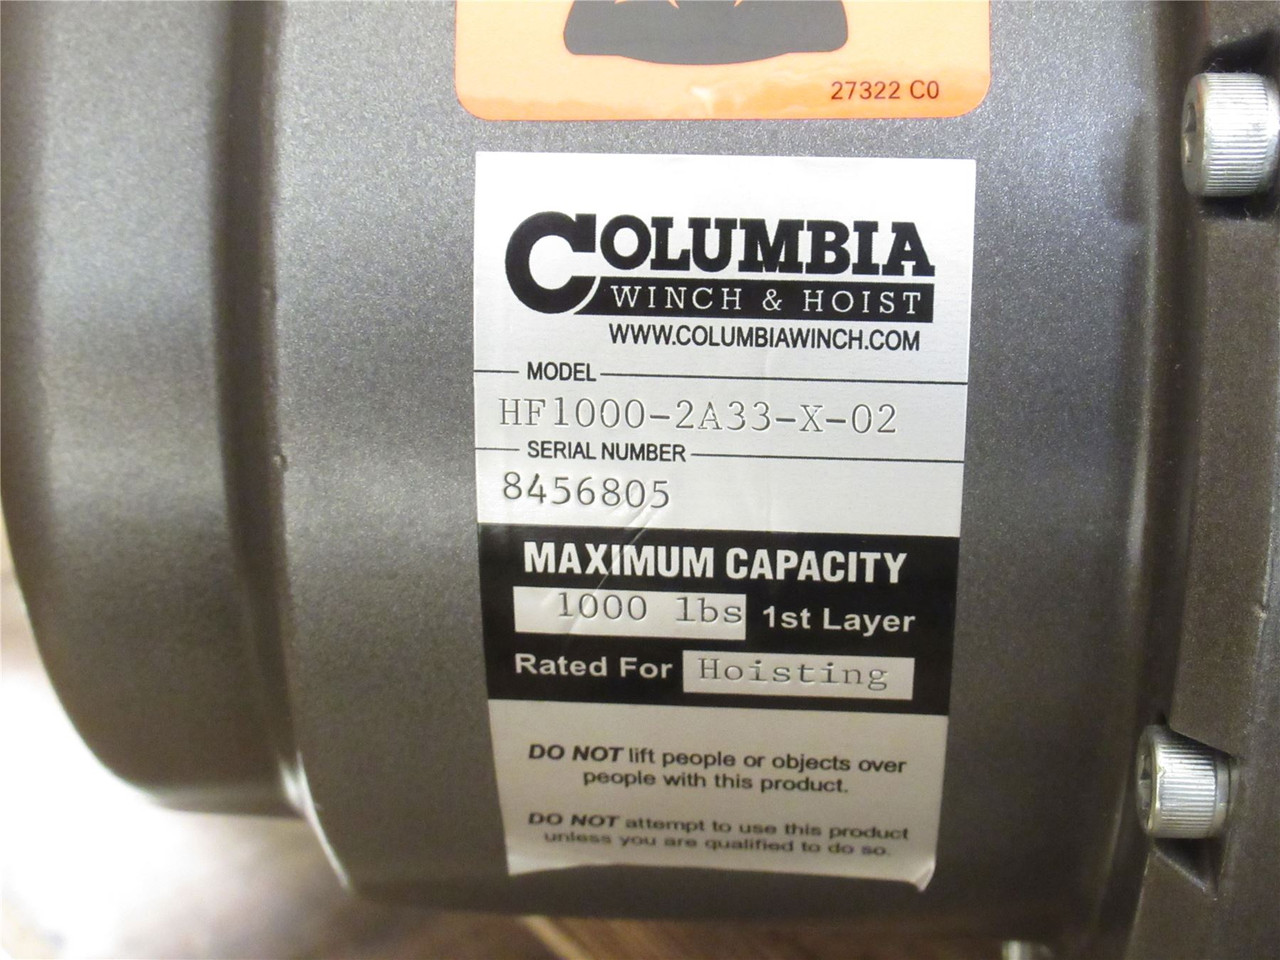 27322 C0
COLUMBIA
WINCH & HOIST
WWW.COLUMBIAWINCH.COM
MODEL
HF1000-2A33-X-02
SERIAL NUMBER
8456805
MAXIMUM CAPACITY
1000 lbs 1st Layer
Rated For Hoisting
DO NOT lift people or objects over
people with this product.
DO NOT attempt to use this product
unless you are qualified to do so.